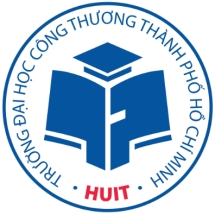 TRƯỜNG ĐẠI HỌC CÔNG THƯƠNG THÀNH PHỐ HỒ CHÍ MINH
• HUIT •